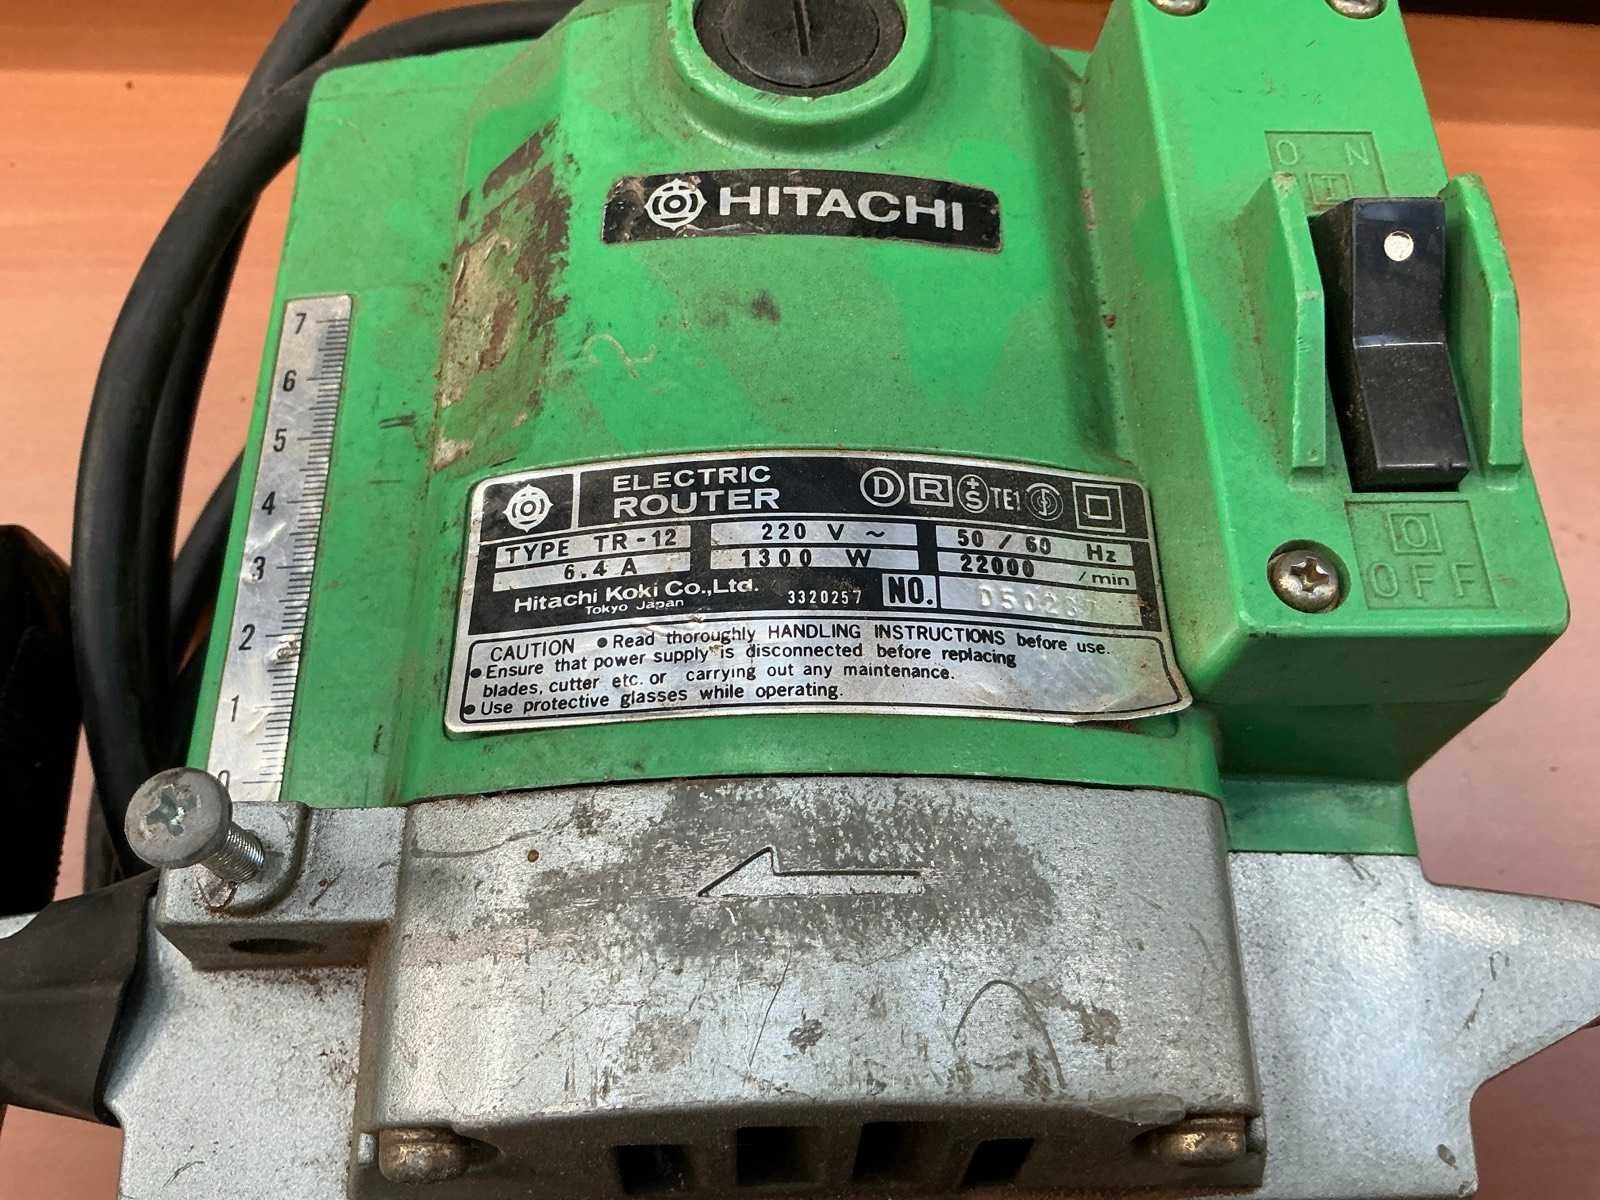 HITACHI
O N
I
7
6
5
4
3
2
1
0
ELECTRIC
ROUTER
D R +S TE1
TYPE TR-12
220 V ~
50 / 60 Hz
6.4 A
1300 W
22000 /min
Hitachi Koki Co.,Ltd.
Tokyo Japan
3320257
NO.
CAUTION • Read thoroughly HANDLING INSTRUCTIONS before use.
• Ensure that power supply is disconnected before replacing
blades, cutter etc. or carrying out any maintenance.
• Use protective glasses while operating.
O
OFF